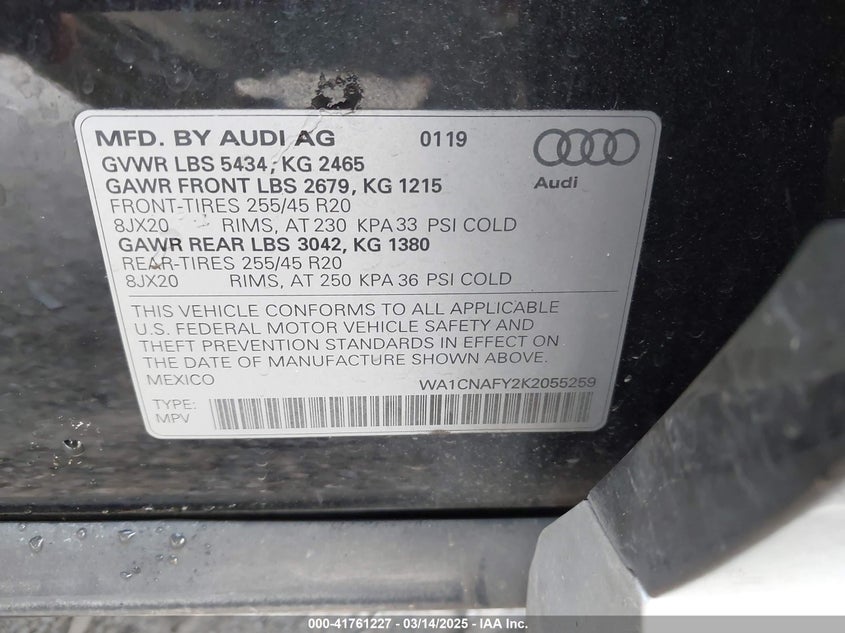 MFD. BY AUDI AG 0119
GVWR LBS 5434, KG 2465
GAWR FRONT LBS 2679, KG 1215
FRONT-TIRES 255/45 R20
8JX20 RIMS, AT 230 KPA 33 PSI COLD
GAWR REAR LBS 3042, KG 1380
REAR-TIRES 255/45 R20
8JX20 RIMS, AT 250 KPA 36 PSI COLD
Audi
THIS VEHICLE CONFORMS TO ALL APPLICABLE
U.S. FEDERAL MOTOR VEHICLE SAFETY AND
THEFT PREVENTION STANDARDS IN EFFECT ON
THE DATE OF MANUFACTURE SHOWN ABOVE.
MEXICO WA1CNAFY2K2055259
TYPE:
MPV
000-41761227 - 03/14/2025 - IAA Inc.